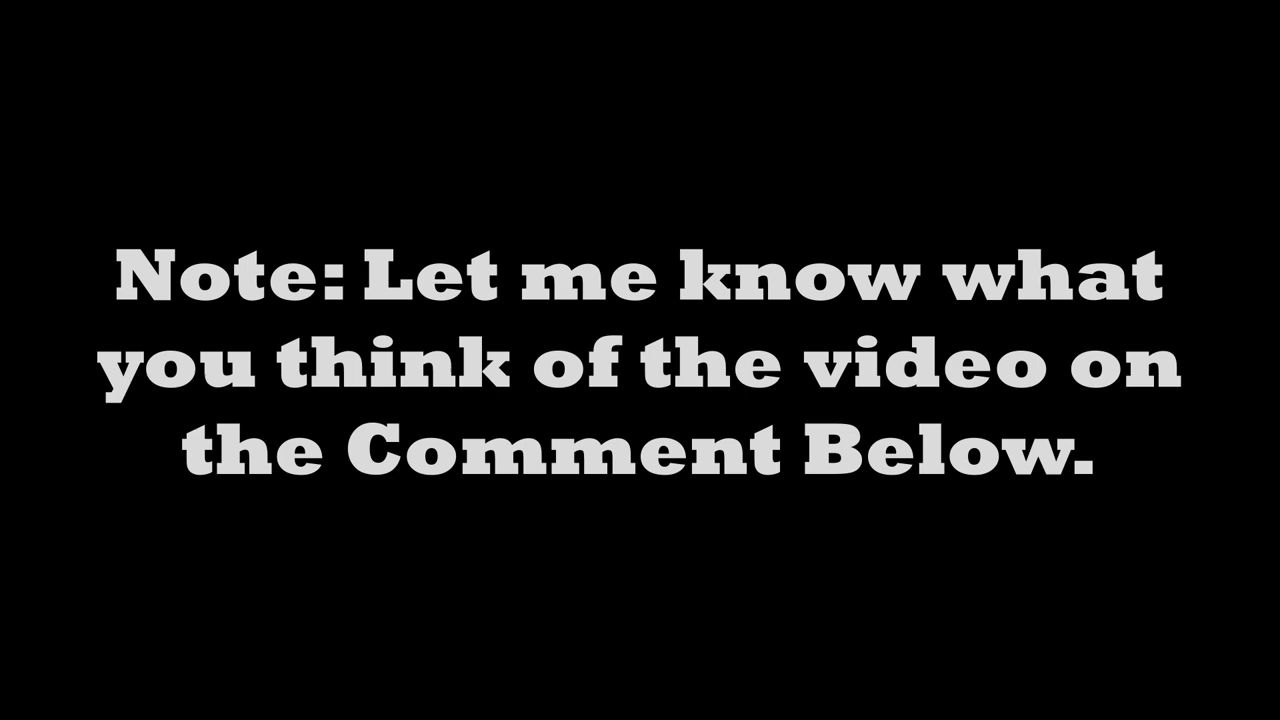 Note: Let me know what
you think of the video on
the Comment Below.